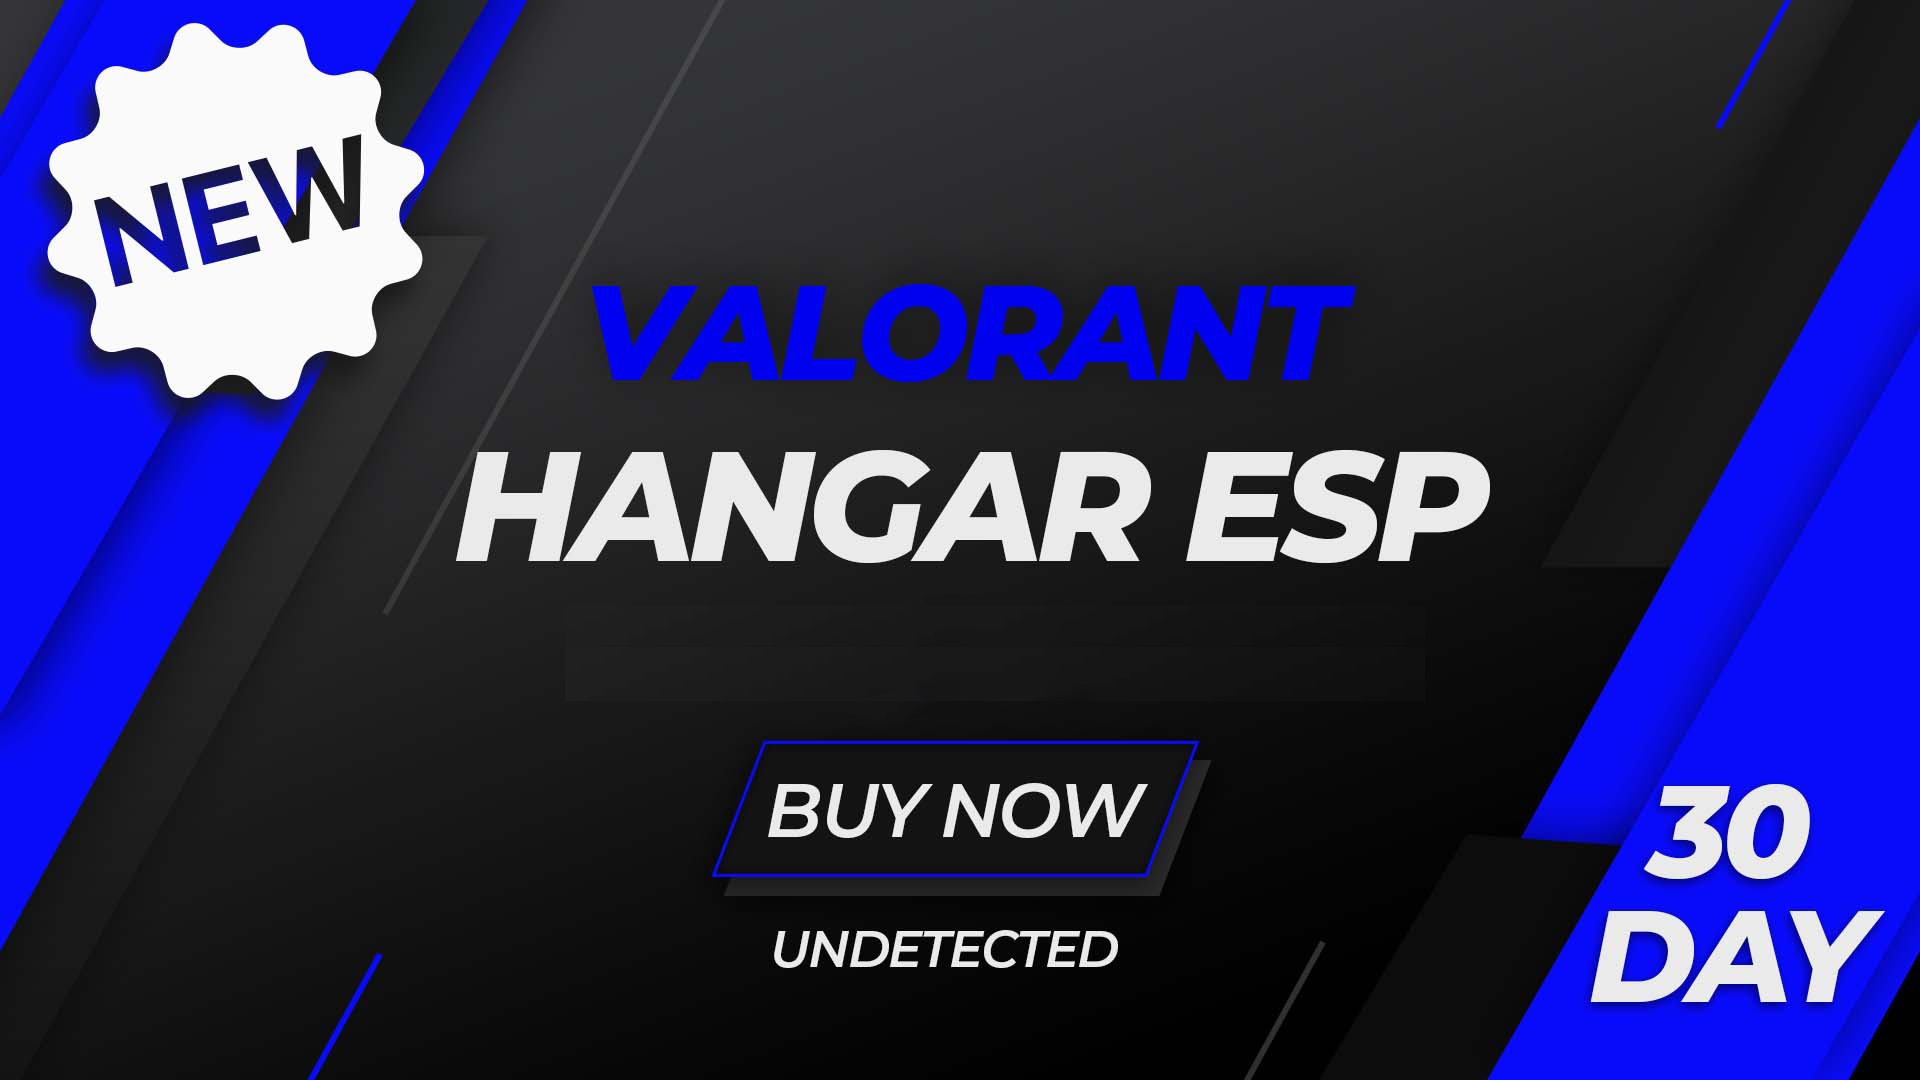 NEW
VALORANT
HANGAR ESP
BUY NOW
UNDETECTED
30
DAY